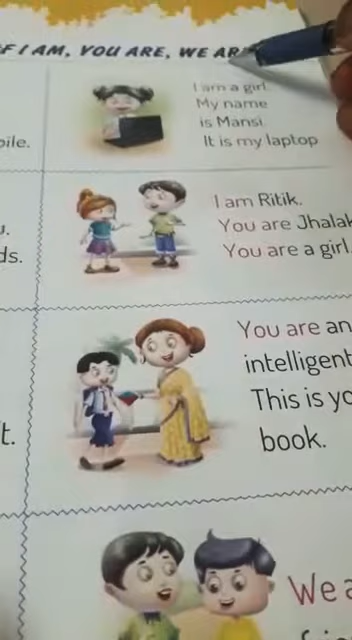 F I AM, YOU ARE, WE ARE
I am a girl.
My name
is Mansi.
It is my laptop
I am Ritik.
You are Jhalak
You are a girl.
You are an
intelligent
This is yo
book.
We a
bile.
ds.
t.